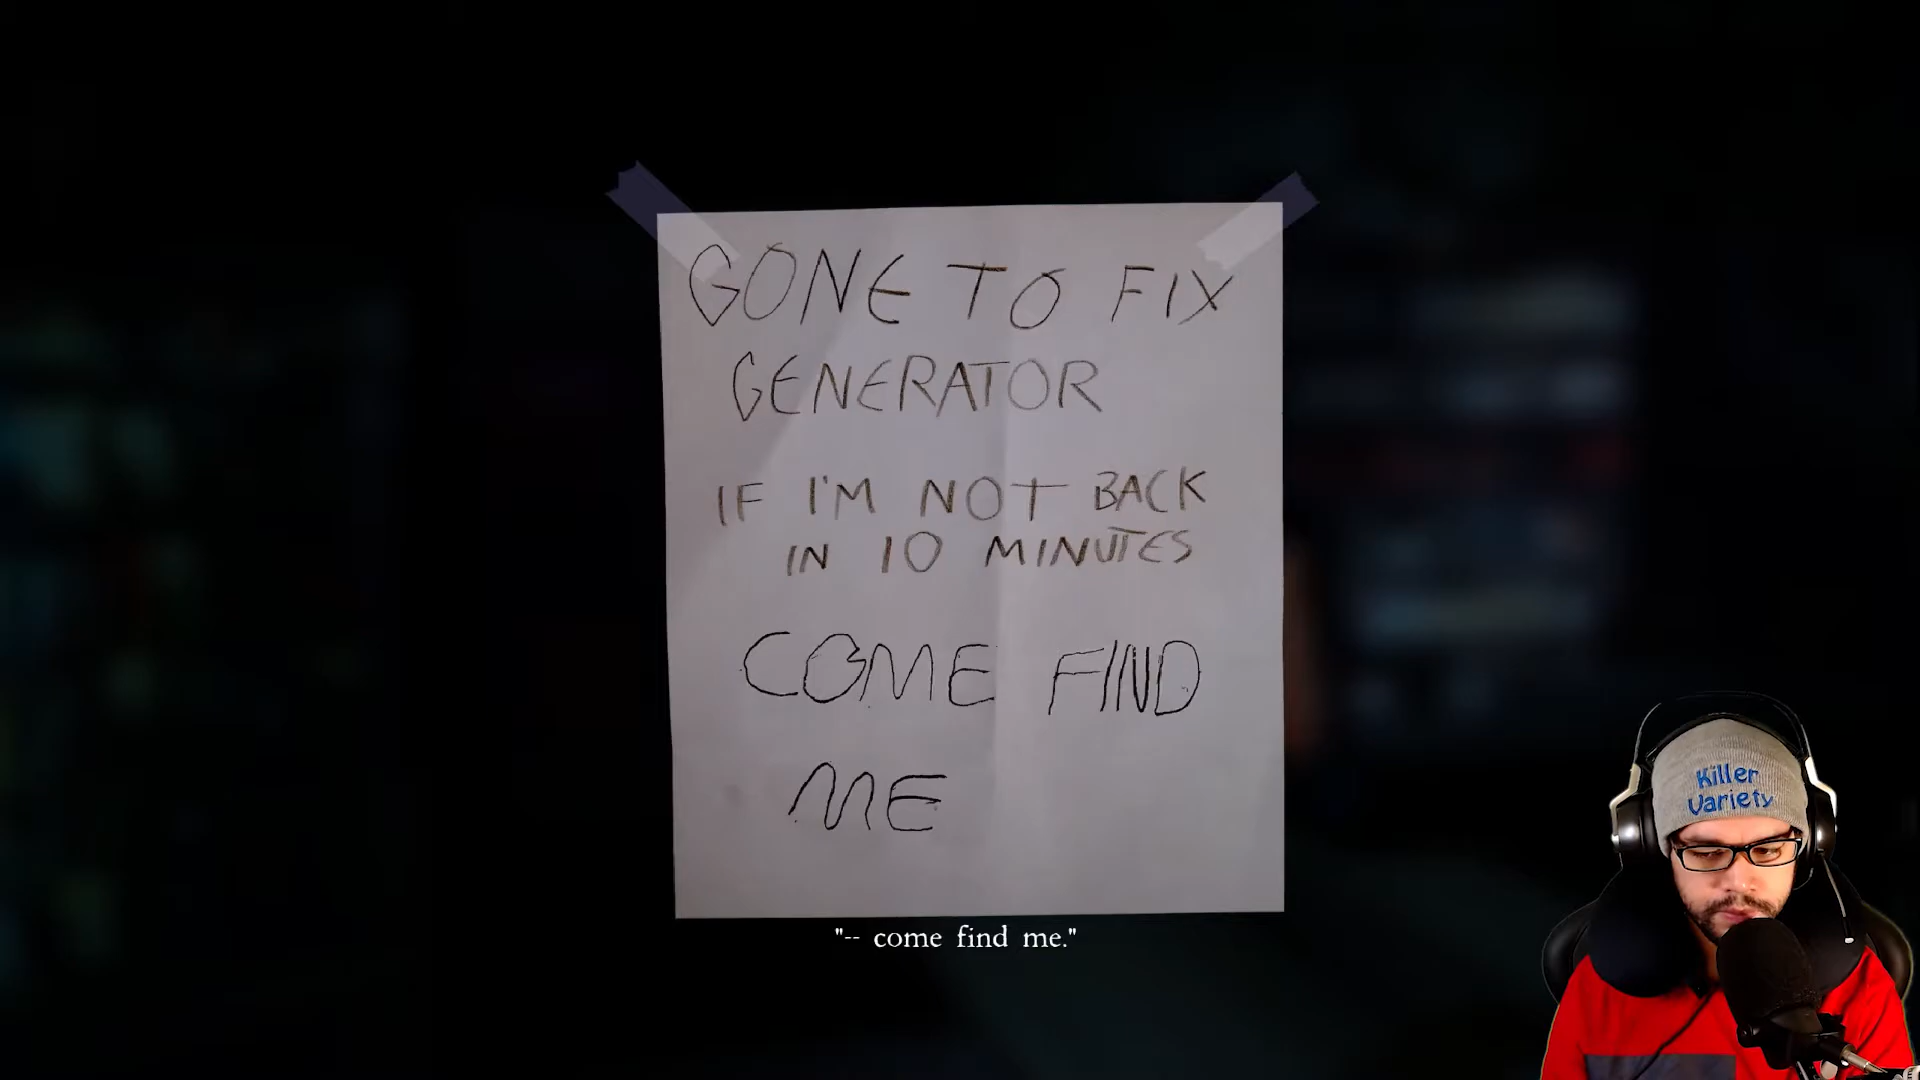 GONE TO FIX
GENERATOR
IF I'M NOT BACK
IN 10 MINUTES
COME FIND
ME
"-- come find me."
Killer
Variety